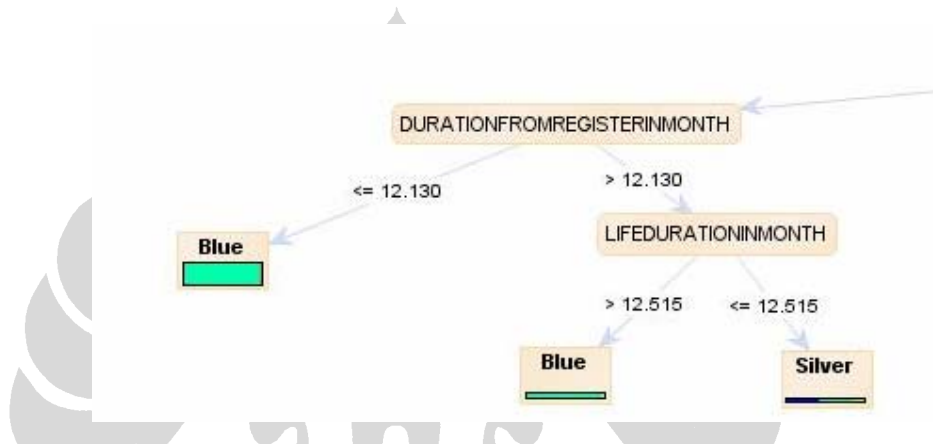 DURATIONFROMREGISTERINMONTH
<= 12.130
> 12.130
Blue
LIFEDURATIONINMONTH
> 12.515
<= 12.515
Blue
Silver